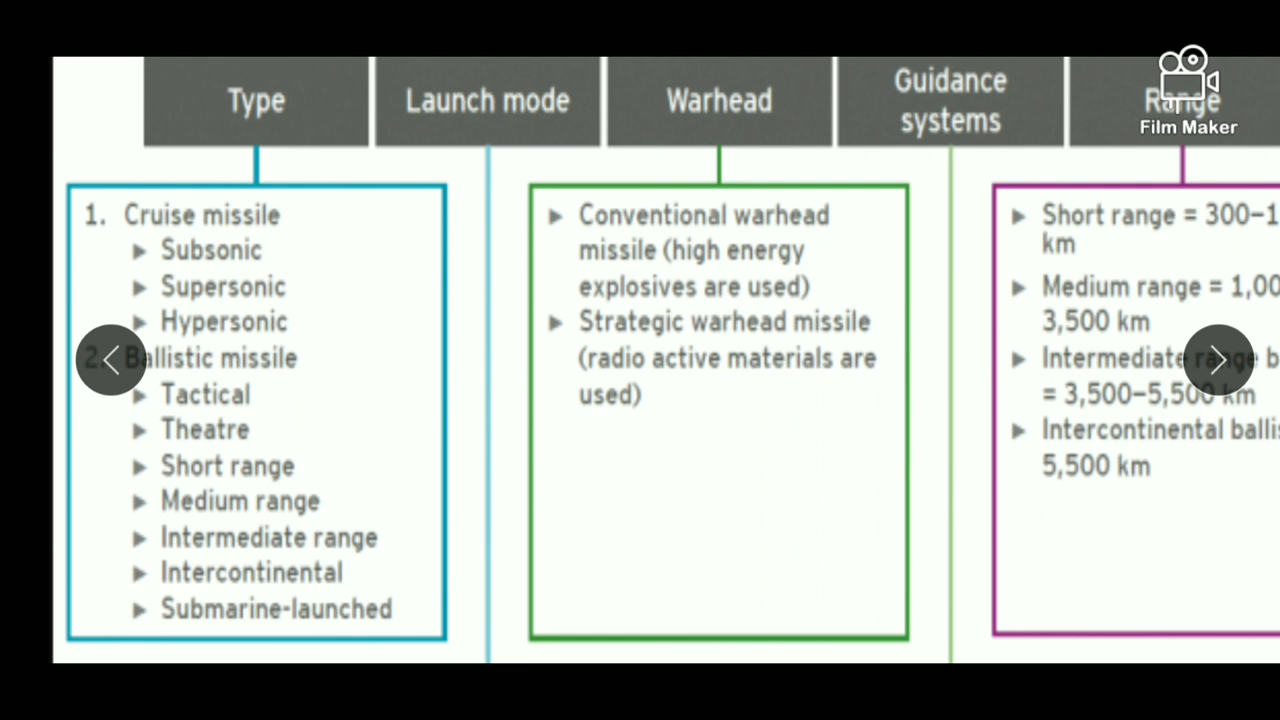 Type
Launch mode
Warhead
Guidance
systems
Range
Film Maker
1. Cruise missile
Subsonic
Supersonic
Hypersonic
2. Ballistic missile
Tactical
Theatre
Short range
Medium range
Intermediate range
Intercontinental
Submarine-launched
Conventional warhead
missile (high energy
explosives are used)
Strategic warhead missile
(radio active materials are
used)
Short range = 300–1
km
Medium range = 1,00
3,500 km
Intermediate range b
= 3,500–5,500 km
Intercontinental ballis
5,500 km